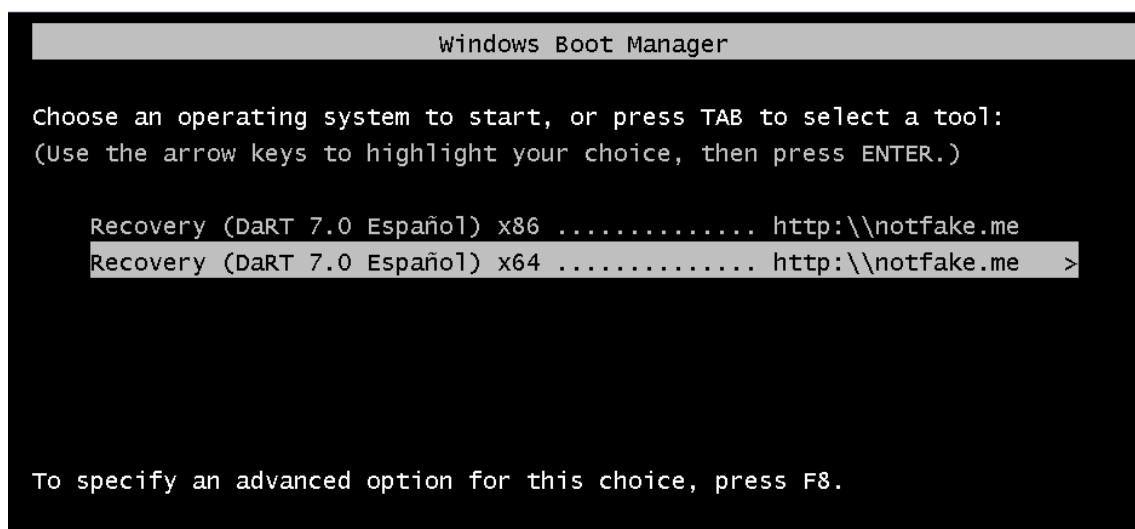 Windows Boot Manager
Choose an operating system to start, or press TAB to select a tool:
(Use the arrow keys to highlight your choice, then press ENTER.)
Recovery (DaRT 7.0 Español) x86 .............. http:\\notfake.me
Recovery (DaRT 7.0 Español) x64 .............. http:\\notfake.me >
To specify an advanced option for this choice, press F8.